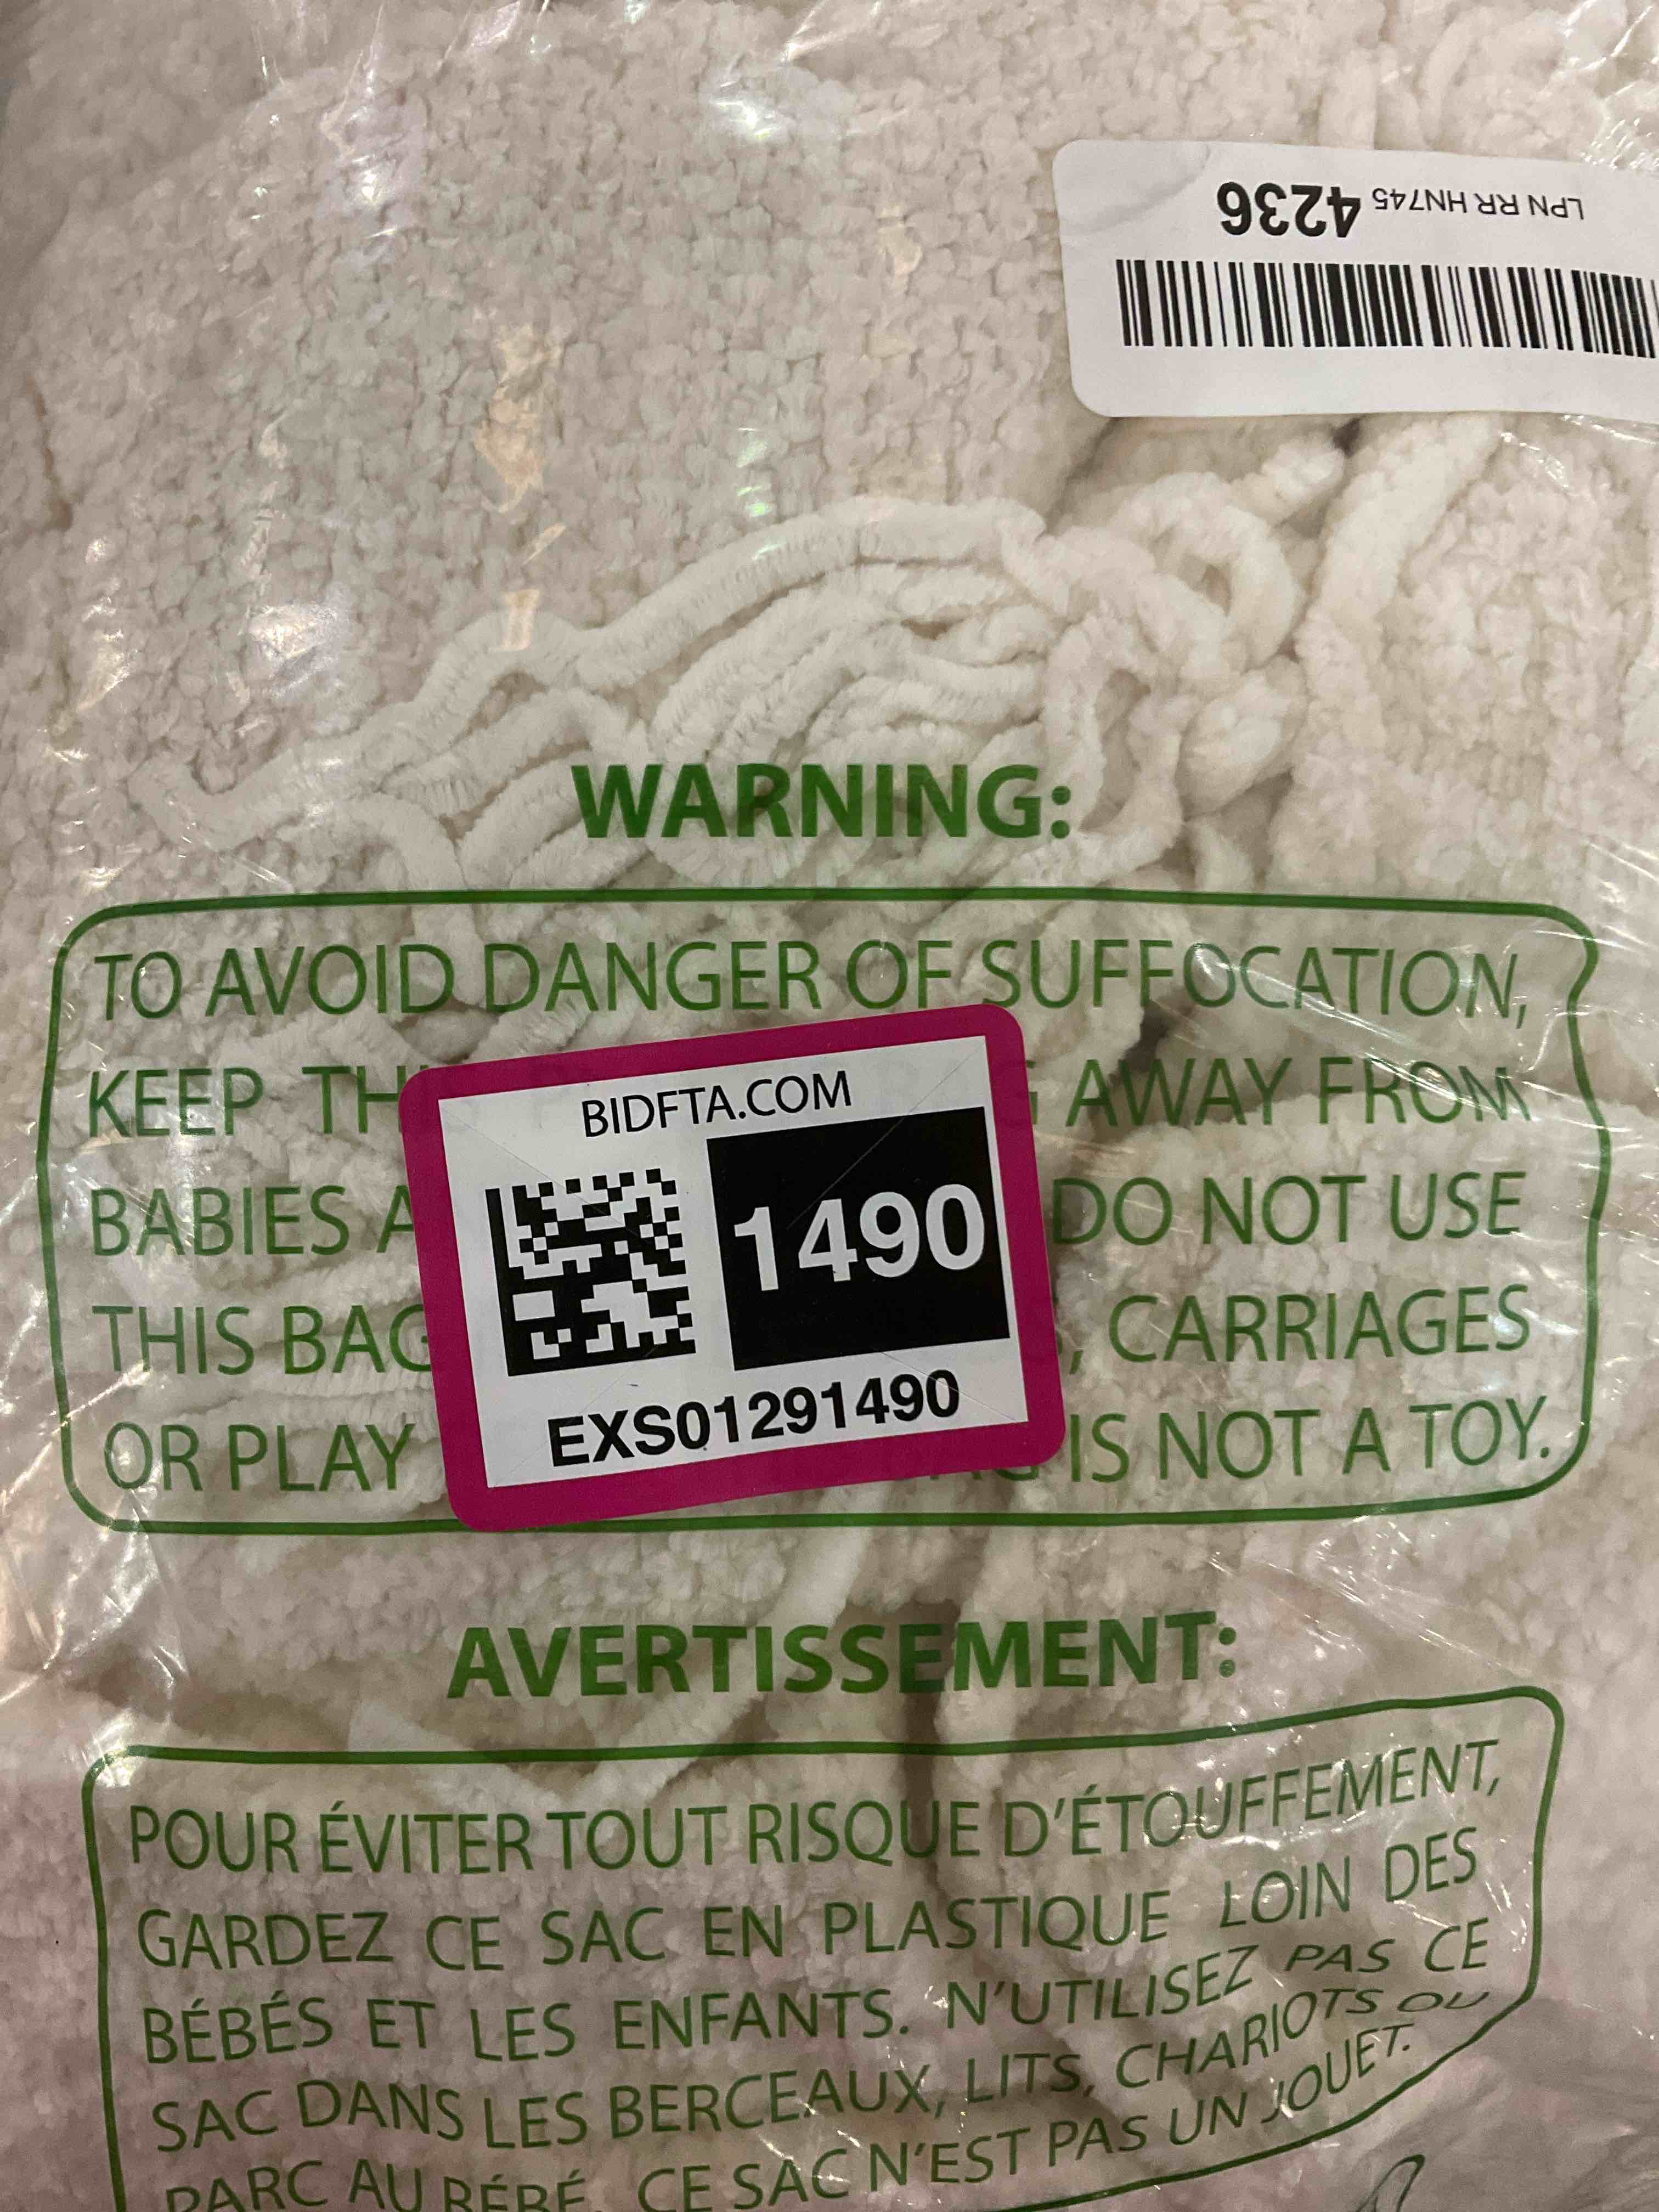 LPN RR HN745 4236
WARNING:
TO AVOID DANGER OF SUFFOCATION,
KEEP AWAY FROM
BABIES DO NOT USE
THIS BAG , CARRIAGES
OR PLAY IS NOT A TOY.
BIDFTA.COM
1490
EXS01291490
AVERTISSEMENT:
POUR ÉVITER TOUT RISQUE D'ÉTOUFFEMENT,
GARDEZ CE SAC EN PLASTIQUE LOIN DES
BÉBÉS ET LES ENFANTS. N'UTILISEZ PAS CE
SAC DANS LES BERCEAUX, LITS, CHARIOTS OU
PARC AU BÉBÉ. CE SAC N'EST PAS UN JOUET.